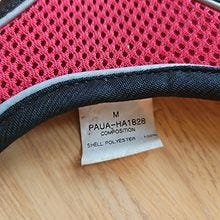 M
PAUA-HA1828
COMPOSITION
SHELL POLYESTER